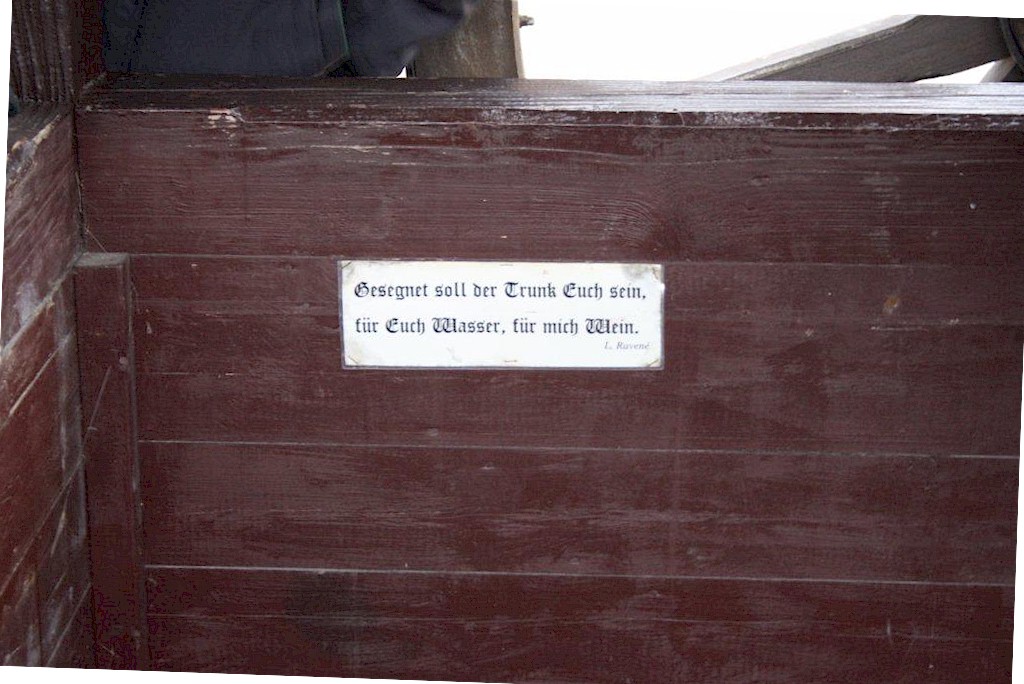 Gesegnet soll der Trunk Euch sein,
für Euch Wasser, für mich Wein.
L. Ravené